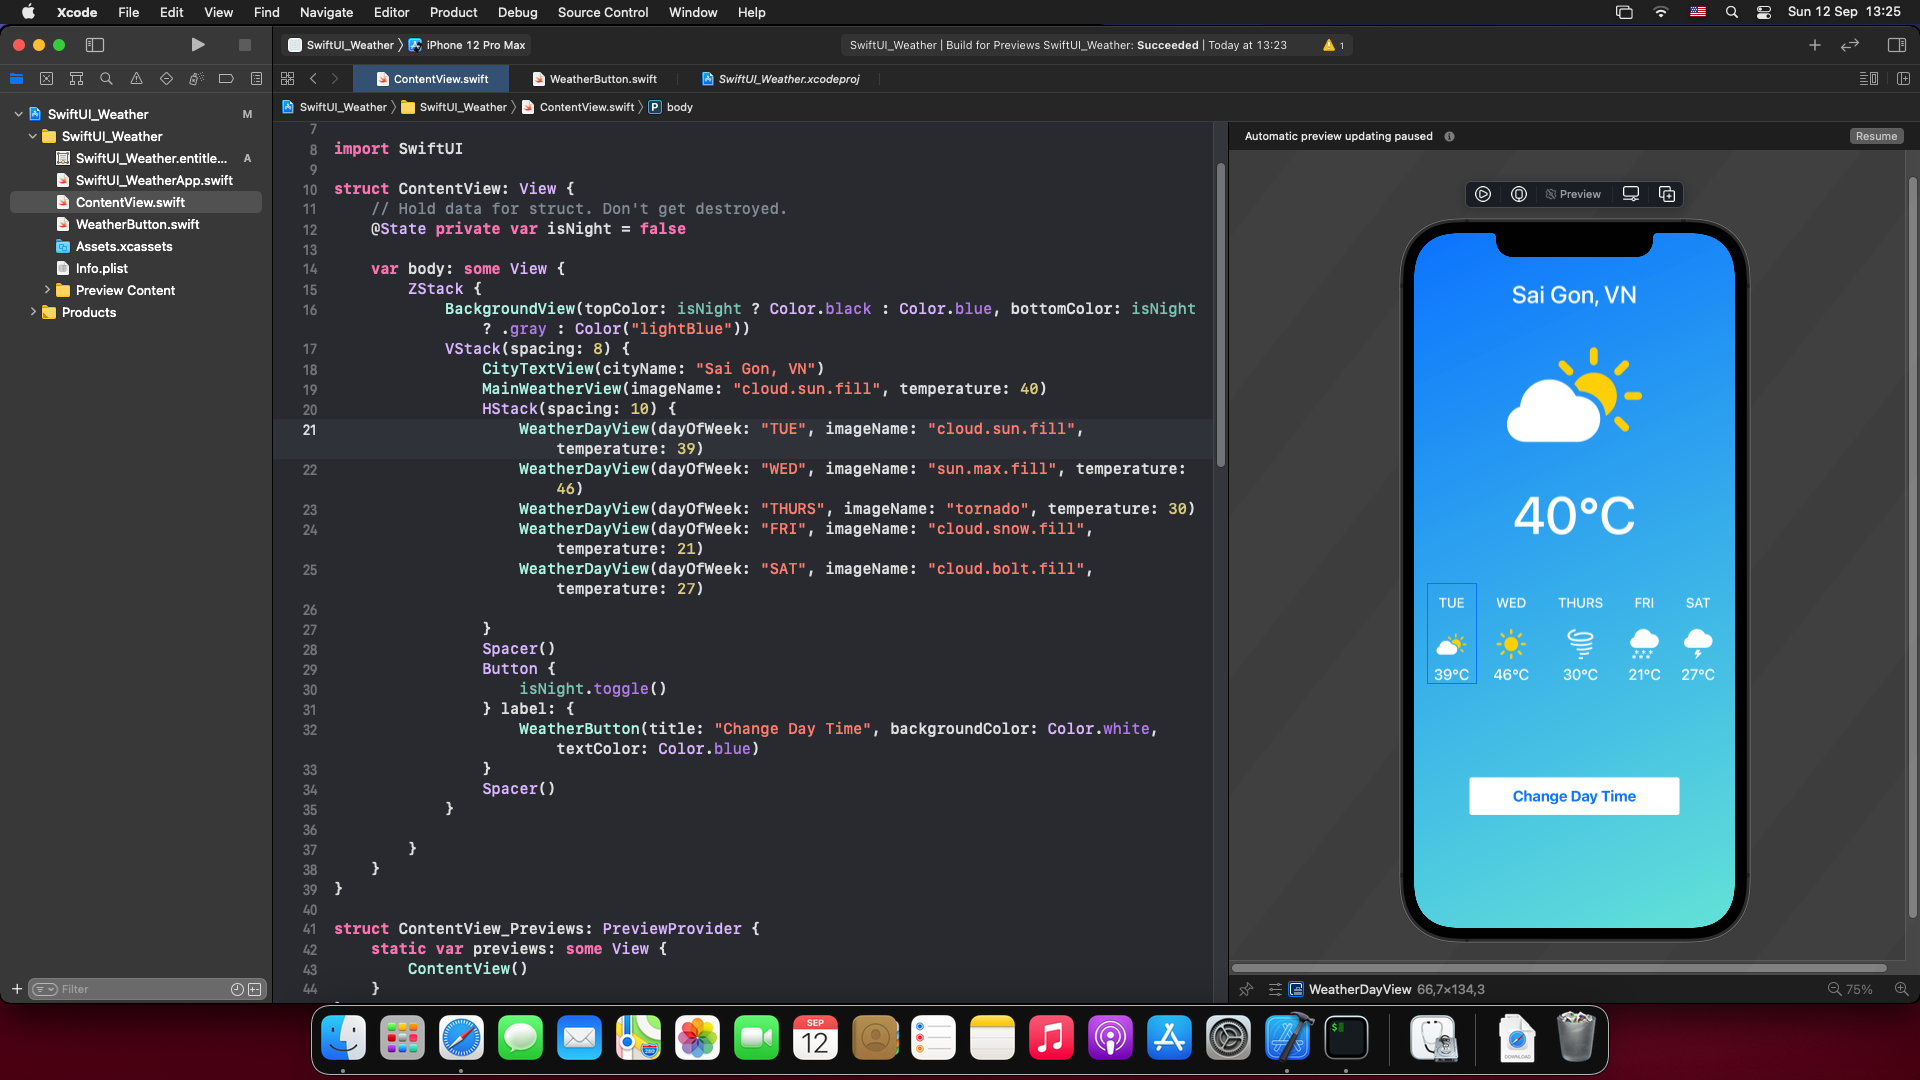 Xcode File Edit View Find Navigate Editor Product Debug Source Control Window Help
Sun 12 Sep 13:25
SwiftUI_Weather iPhone 12 Pro Max
SwiftUI_Weather | Build for Previews SwiftUI_Weather: Succeeded | Today at 13:23
1
ContentView.swift
WeatherButton.swift
SwiftUI_Weather.xcodeproj
SwiftUI_Weather SwiftUI_Weather ContentView.swift P body
SwiftUI_Weather M
SwiftUI_Weather
SwiftUI_Weather.entitle... A
SwiftUI_WeatherApp.swift
ContentView.swift
WeatherButton.swift
Assets.xcassets
Info.plist
Preview Content
Products
Filter
7
8 import SwiftUI
9
10 struct ContentView: View {
11 // Hold data for struct. Don't get destroyed.
12 @State private var isNight = false
13
14 var body: some View {
15 ZStack {
16 BackgroundView(topColor: isNight ? Color.black : Color.blue, bottomColor: isNight
? .gray : Color("lightBlue"))
17 VStack(spacing: 8) {
18 CityTextView(cityName: "Sai Gon, VN")
19 MainWeatherView(imageName: "cloud.sun.fill", temperature: 40)
20 HStack(spacing: 10) {
21 WeatherDayView(dayOfWeek: "TUE", imageName: "cloud.sun.fill",
temperature: 39)
22 WeatherDayView(dayOfWeek: "WED", imageName: "sun.max.fill", temperature:
46)
23 WeatherDayView(dayOfWeek: "THURS", imageName: "tornado", temperature: 30)
24 WeatherDayView(dayOfWeek: "FRI", imageName: "cloud.snow.fill",
temperature: 21)
25 WeatherDayView(dayOfWeek: "SAT", imageName: "cloud.bolt.fill",
temperature: 27)
26
27 }
28 Spacer()
29 Button {
30 isNight.toggle()
31 } label: {
32 WeatherButton(title: "Change Day Time", backgroundColor: Color.white,
textColor: Color.blue)
33 }
34 Spacer()
35 }
36
37 }
38 }
39 }
40
41 struct ContentView_Previews: PreviewProvider {
42 static var previews: some View {
43 ContentView()
44 }
Automatic preview updating paused
Resume
Preview
Sai Gon, VN
40°C
TUE WED THURS FRI SAT
39°C 46°C 30°C 21°C 27°C
Change Day Time
WeatherDayView 66,7×134,3
75%
SEP
12
280
$
DOWNLOAD